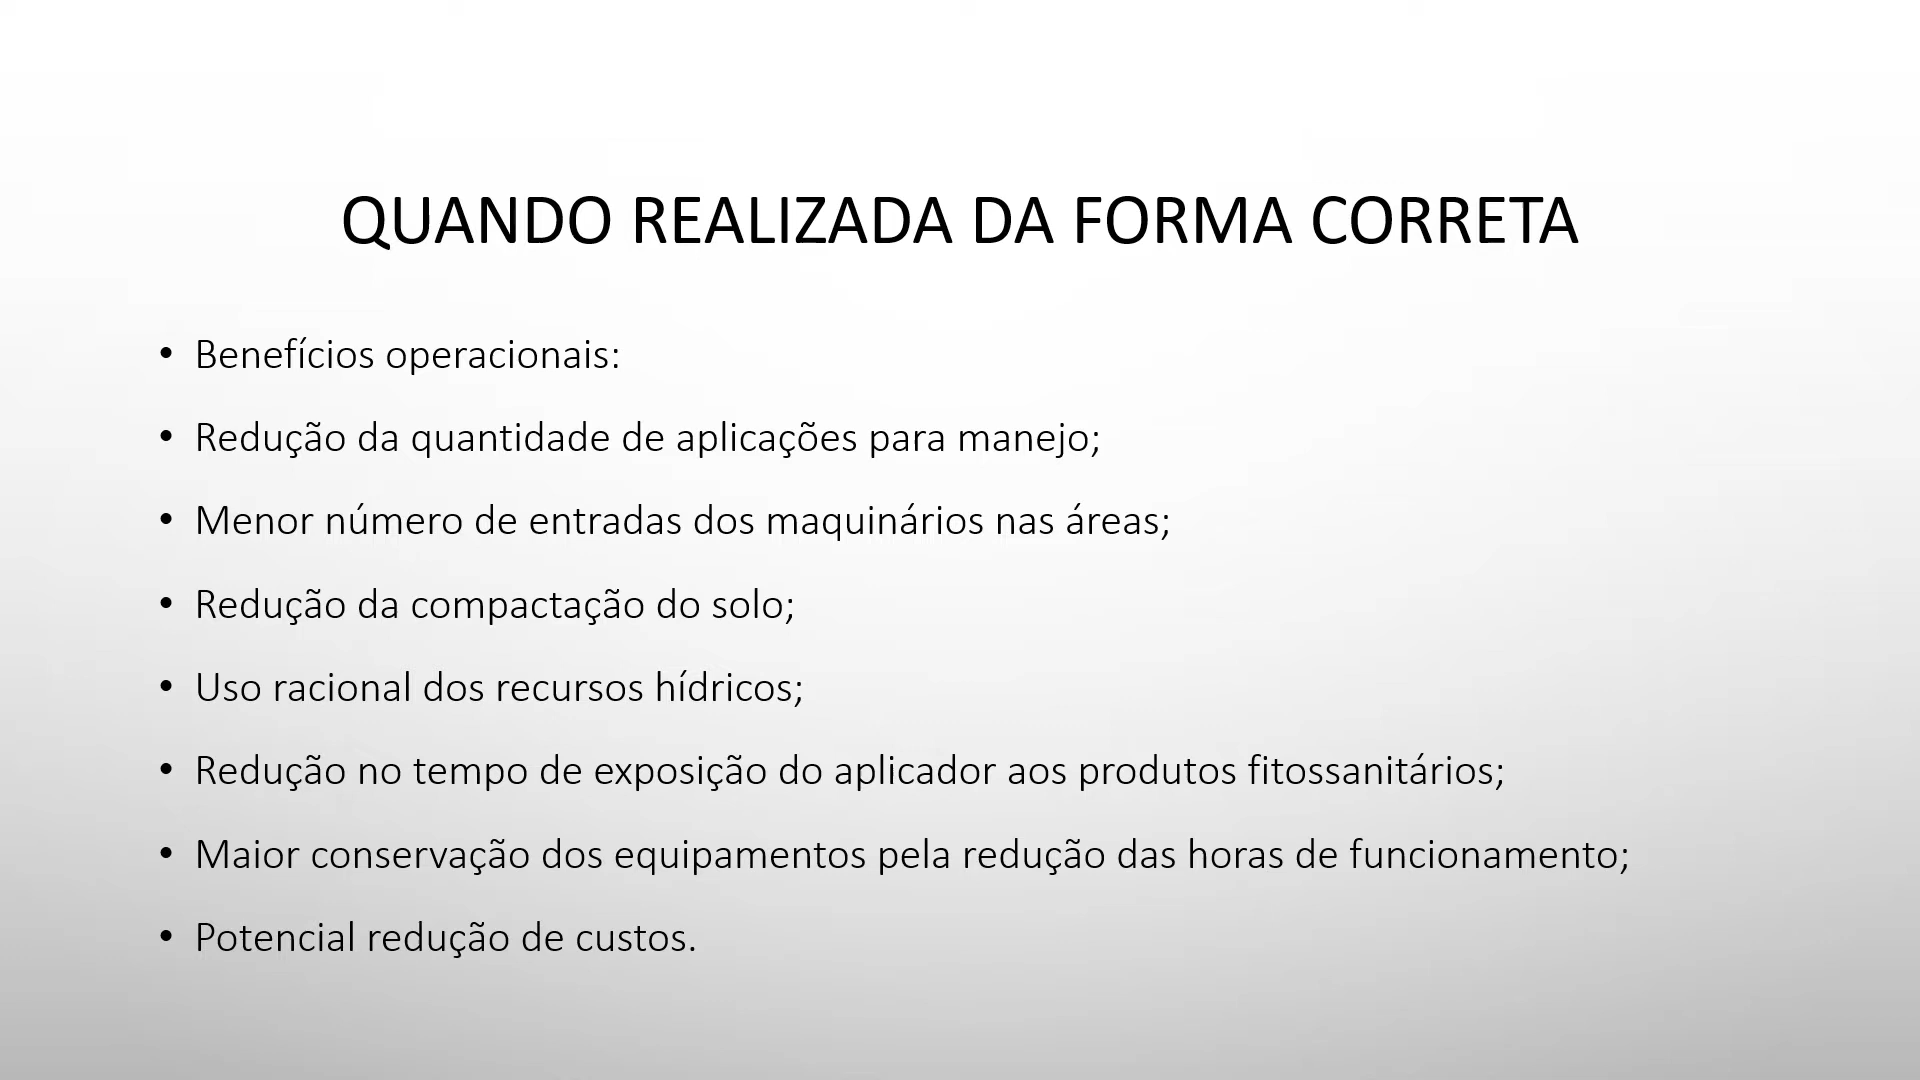 QUANDO REALIZADA DA FORMA CORRETA
• Benefícios operacionais:
• Redução da quantidade de aplicações para manejo;
• Menor número de entradas dos maquinários nas áreas;
• Redução da compactação do solo;
• Uso racional dos recursos hídricos;
• Redução no tempo de exposição do aplicador aos produtos fitossanitários;
• Maior conservação dos equipamentos pela redução das horas de funcionamento;
• Potencial redução de custos.